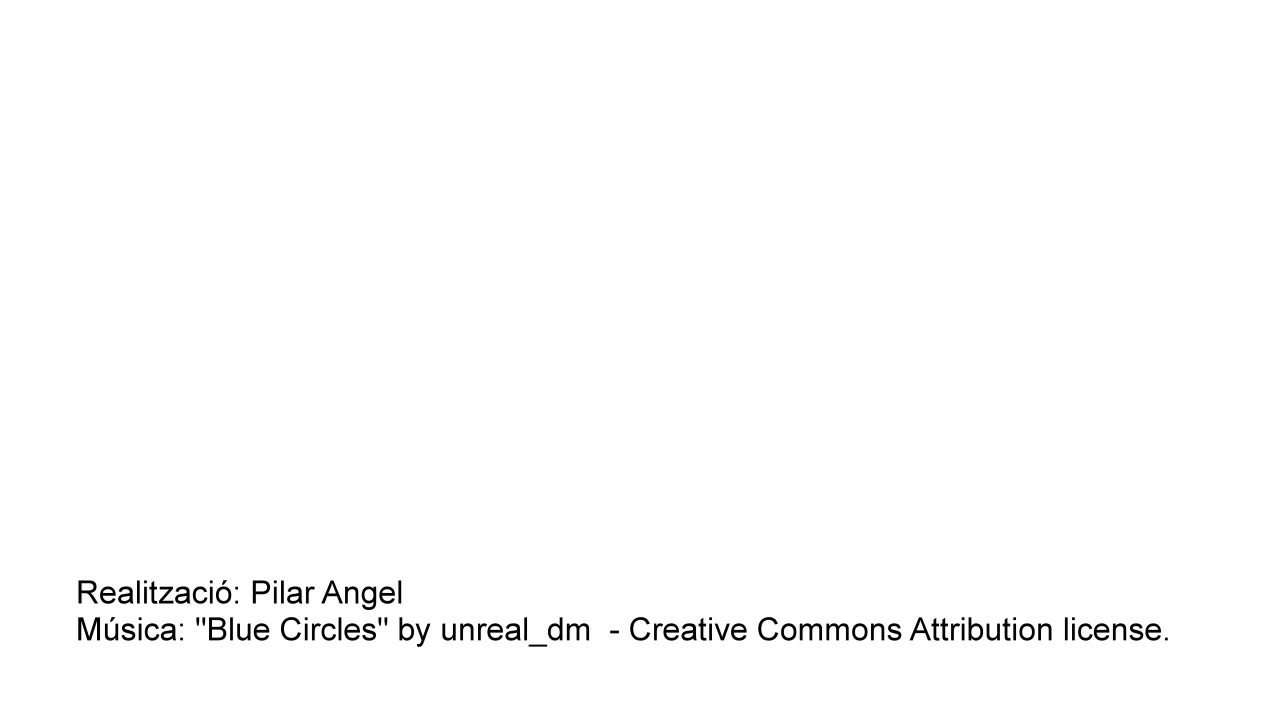 Realització: Pilar Angel
Música: "Blue Circles" by unreal_dm  - Creative Commons Attribution license.